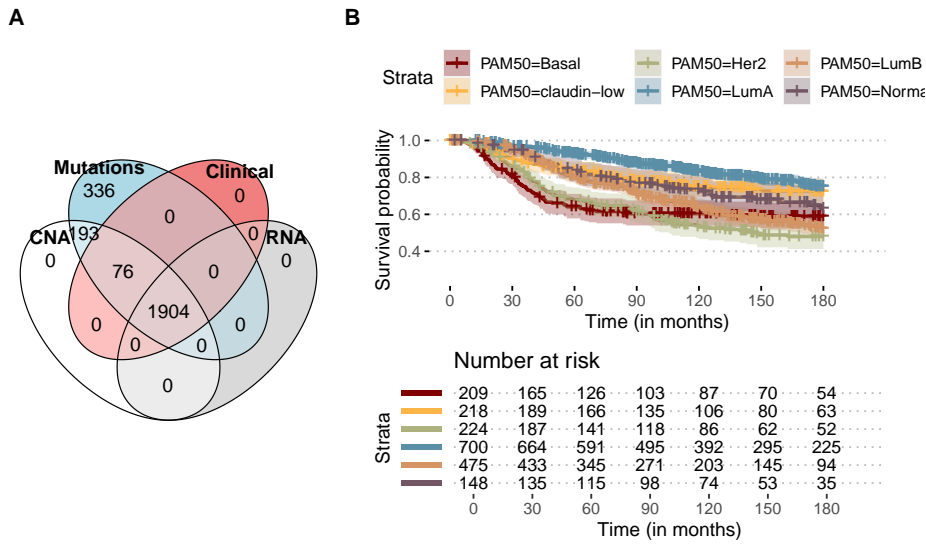 A
Mutations
Clinical
336
0
0
CNA
193
0
RNA
0
76
0
0
1904
0
0
0
0
0
B
Strata
PAM50=Basal
PAM50=Her2
PAM50=LumB
PAM50=claudin-low
PAM50=LumA
PAM50=Norma
Survival probability
1.0
0.8
0.6
0.4
0 30 60 90 120 150 180
Time (in months)
Number at risk
Strata
209 165 126 103 87 70 54
218 189 166 135 106 80 63
224 187 141 118 86 62 52
700 664 591 495 392 295 225
475 433 345 271 203 145 94
148 135 115 98 74 53 35
0 30 60 90 120 150 180
Time (in months)